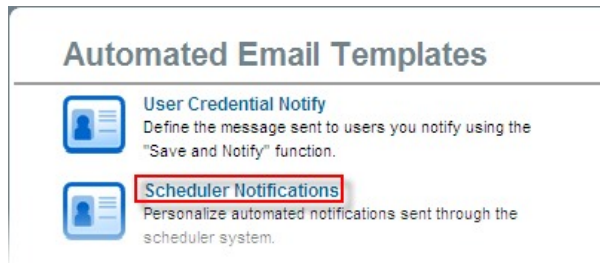 Automated Email Templates
User Credential Notify
Define the message sent to users you notify using the
"Save and Notify" function.
Scheduler Notifications
Personalize automated notifications sent through the
scheduler system.